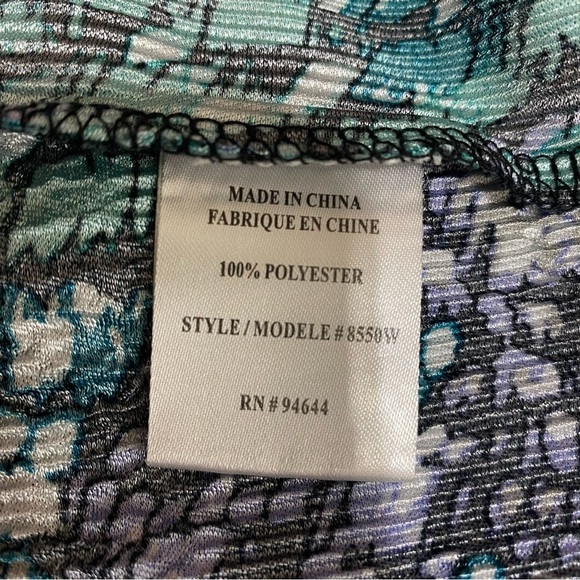 MADE IN CHINA
FABRIQUE EN CHINE
100% POLYESTER
STYLE / MODELE # 8550W
RN # 94644